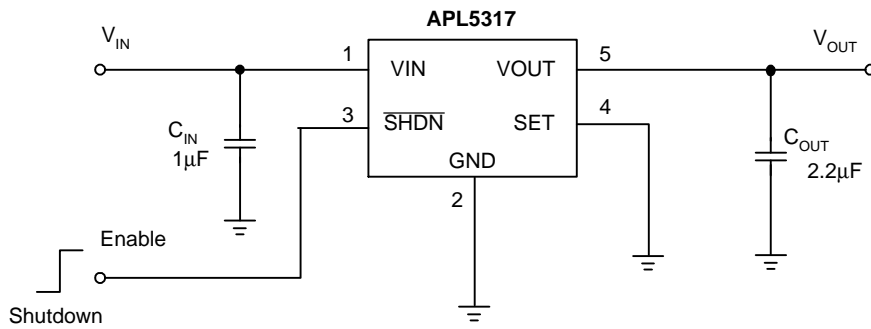 APL5317
V_IN
V_OUT
1
VIN
VOUT
5
3
SHDN
SET
4
C_IN
1μF
GND
2
C_OUT
2.2μF
Enable
Shutdown